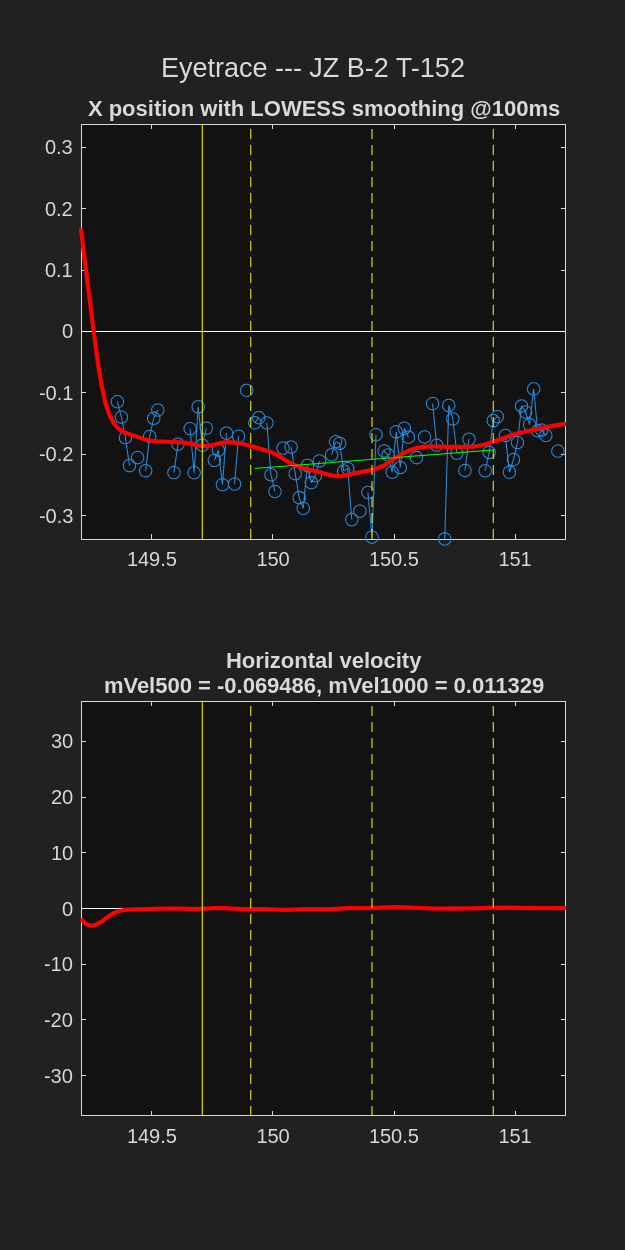 Eyetrace --- JZ B-2 T-152
X position with LOWESS smoothing @100ms
0.3
0.2
0.1
0
-0.1
-0.2
-0.3
149.5 150 150.5 151
Horizontal velocity
mVel500 = -0.069486, mVel1000 = 0.011329
30
20
10
0
-10
-20
-30
149.5 150 150.5 151